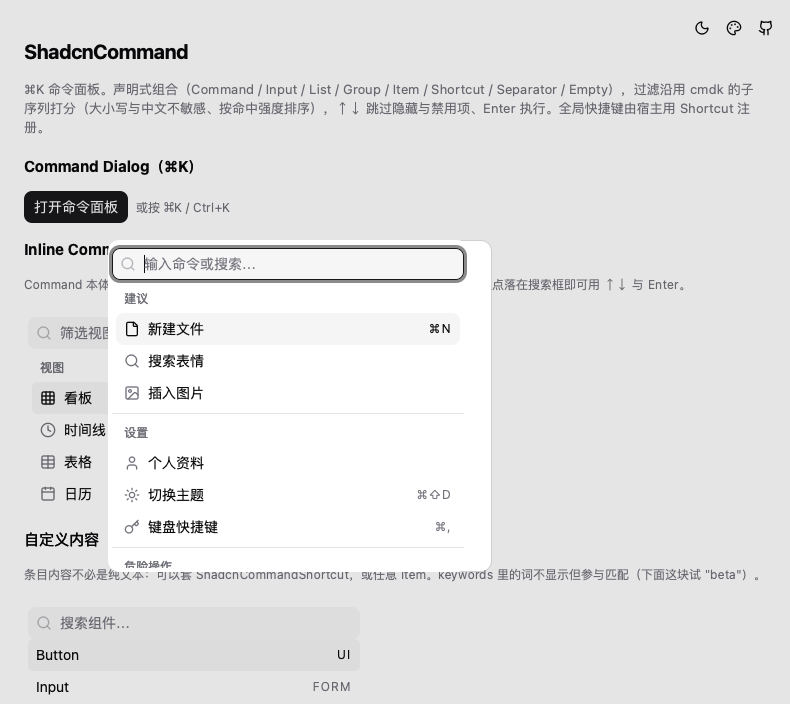 ShadcnCommand
⌘K 命令面板。声明式组合（Command / Input / List / Group / Item / Shortcut / Separator / Empty），过滤沿用 cmdk 的子
序列打分（大小写与中文不敏感、按命中强度排序），↑↓ 跳过隐藏与禁用项、Enter 执行。全局快捷键由宿主用 Shortcut 注
册。
Command Dialog（⌘K）
打开命令面板 或按 ⌘K / Ctrl+K
Inline Comm
Command 本体 点落在搜索框即可用 ↑↓ 与 Enter。
输入命令或搜索...
建议
新建文件 ⌘N
搜索表情
插入图片
设置
个人资料
切换主题 ⌘⇧D
键盘快捷键 ⌘,
危险操作
筛选视图
视图
看板
时间线
表格
日历
自定义内容
条目内容不必是纯文本：可以套 ShadcnCommandShortcut，或任意 Item。keywords 里的词不显示但参与匹配（下面这块试 "beta"）。
搜索组件...
Button UI
Input FORM